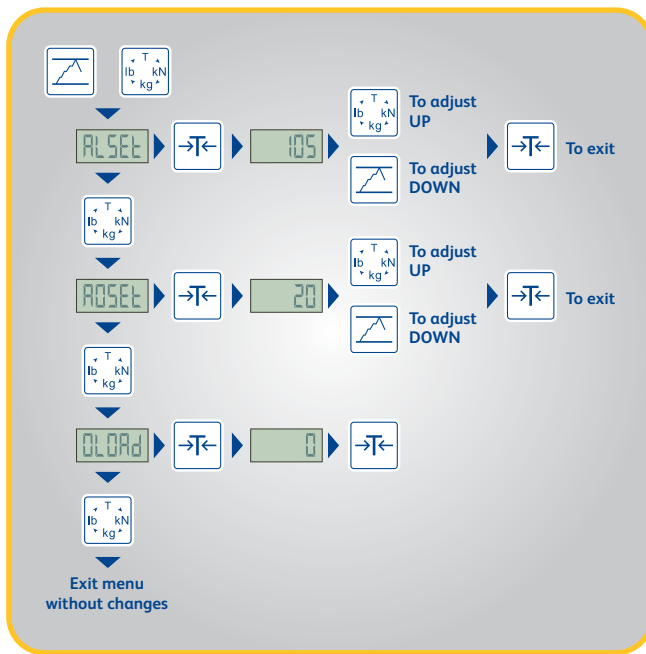 T
lb kN
kg
ALSEt
→T←
105
T
lb kN
kg
To adjust
UP
To adjust
DOWN
→T←
To exit
T
lb kN
kg
AOSEt
→T←
20
T
lb kN
kg
To adjust
UP
To adjust
DOWN
→T←
To exit
T
lb kN
kg
OLOAd
→T←
0
→T←
T
lb kN
kg
Exit menu
without changes